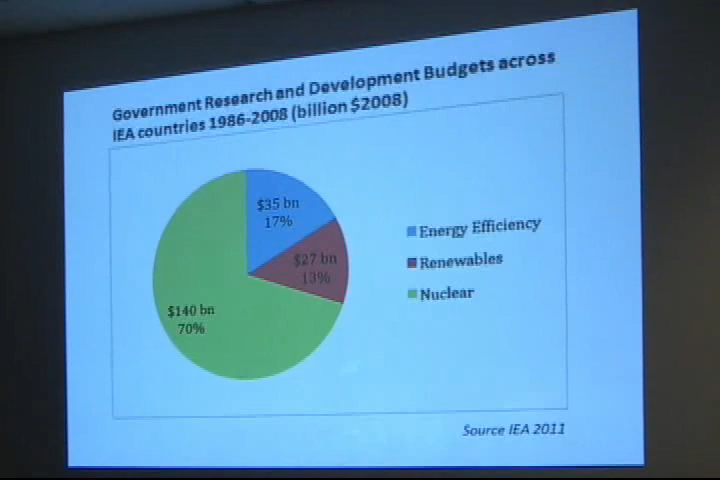 Government Research and Development Budgets across
IEA countries 1986-2008 (billion $2008)
$35 bn
17%
$27 bn
13%
$140 bn
70%
Energy Efficiency
Renewables
Nuclear
Source IEA 2011